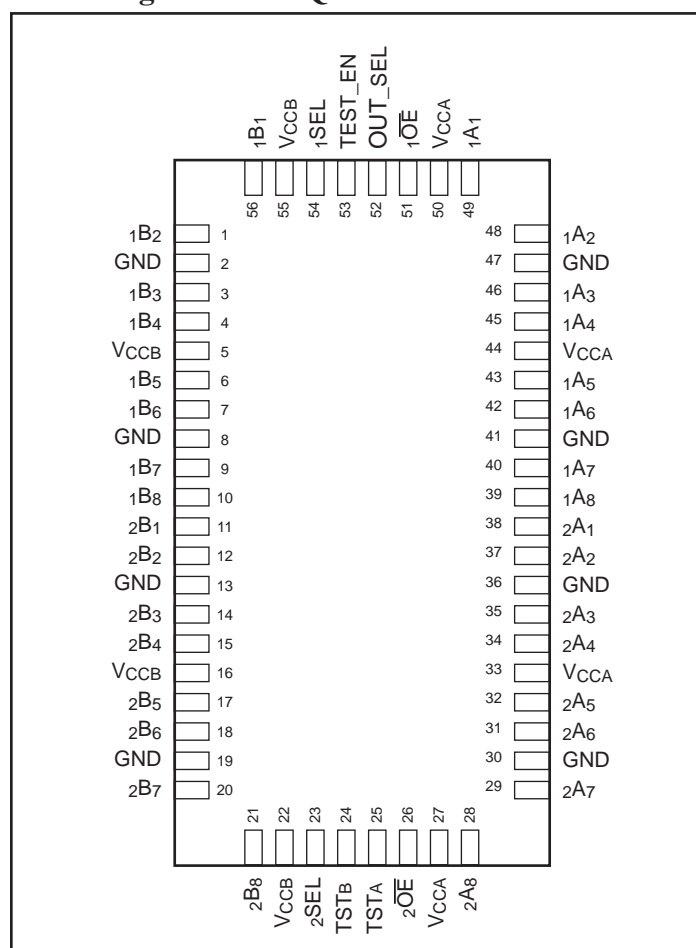 1B1 VCCB 1SEL TEST_EN OUT_SEL 1O̅E̅ VCCA 1A1
56 55 54 53 52 51 50 49
1B2 1 48 1A2
GND 2 47 GND
1B3 3 46 1A3
1B4 4 45 1A4
VCCB 5 44 VCCA
1B5 6 43 1A5
1B6 7 42 1A6
GND 8 41 GND
1B7 9 40 1A7
1B8 10 39 1A8
2B1 11 38 2A1
2B2 12 37 2A2
GND 13 36 GND
2B3 14 35 2A3
2B4 15 34 2A4
VCCB 16 33 VCCA
2B5 17 32 2A5
2B6 18 31 2A6
GND 19 30 GND
2B7 20 29 2A7
21 22 23 24 25 26 27 28
2B8 VCCB 2SEL TSTB TSTA 2O̅E̅ VCCA 2A8